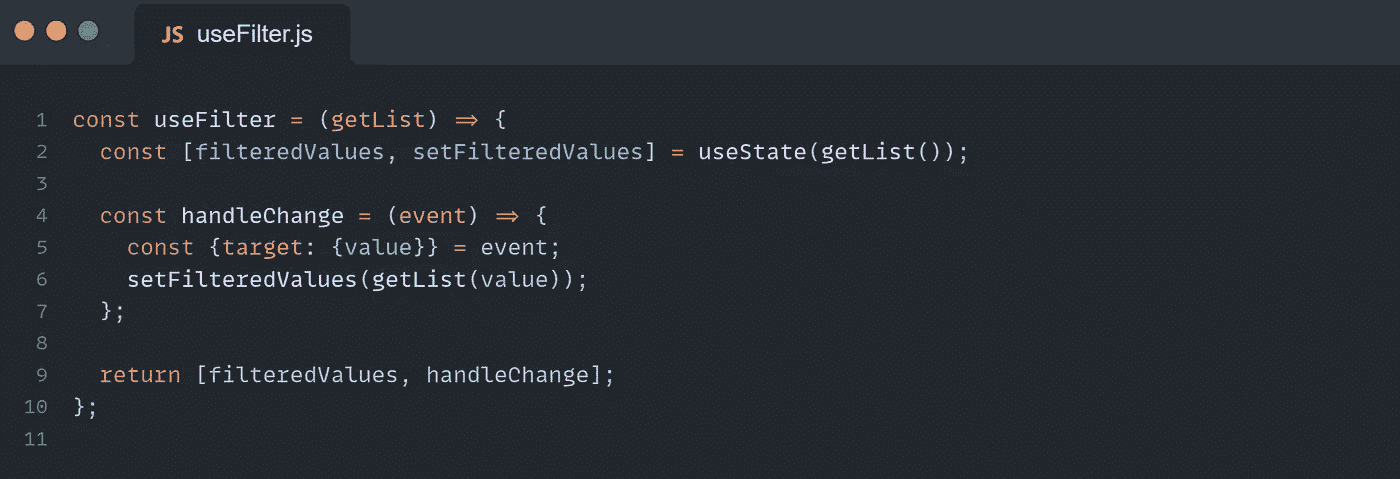 JS useFilter.js
1 const useFilter = (getList) => {
2   const [filteredValues, setFilteredValues] = useState(getList());
3
4   const handleChange = (event) => {
5     const {target: {value}} = event;
6     setFilteredValues(getList(value));
7   };
8
9   return [filteredValues, handleChange];
10 };
11